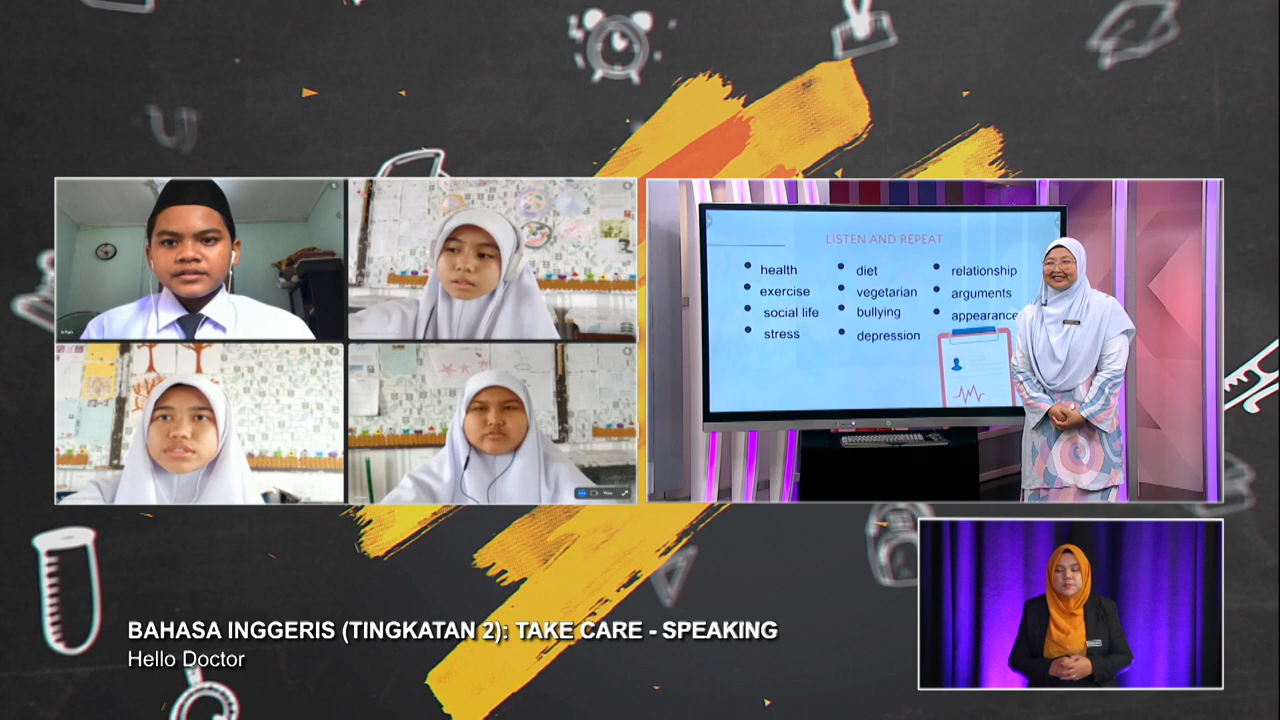 LISTEN AND REPEAT
health
exercise
social life
stress
diet
vegetarian
bullying
depression
relationship
arguments
appearance
BAHASA INGGERIS (TINGKATAN 2): TAKE CARE - SPEAKING
Hello Doctor